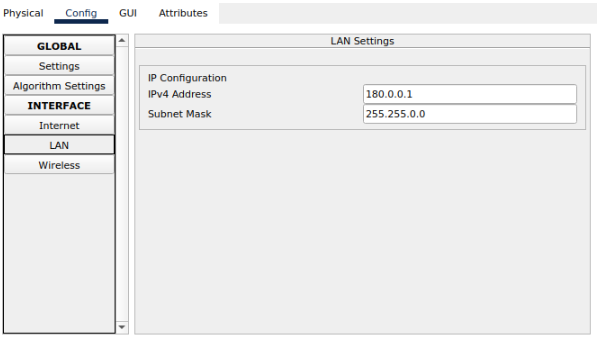 Physical Config GUI Attributes
GLOBAL
Settings
Algorithm Settings
INTERFACE
Internet
LAN
Wireless
LAN Settings
IP Configuration
IPv4 Address 180.0.0.1
Subnet Mask 255.255.0.0